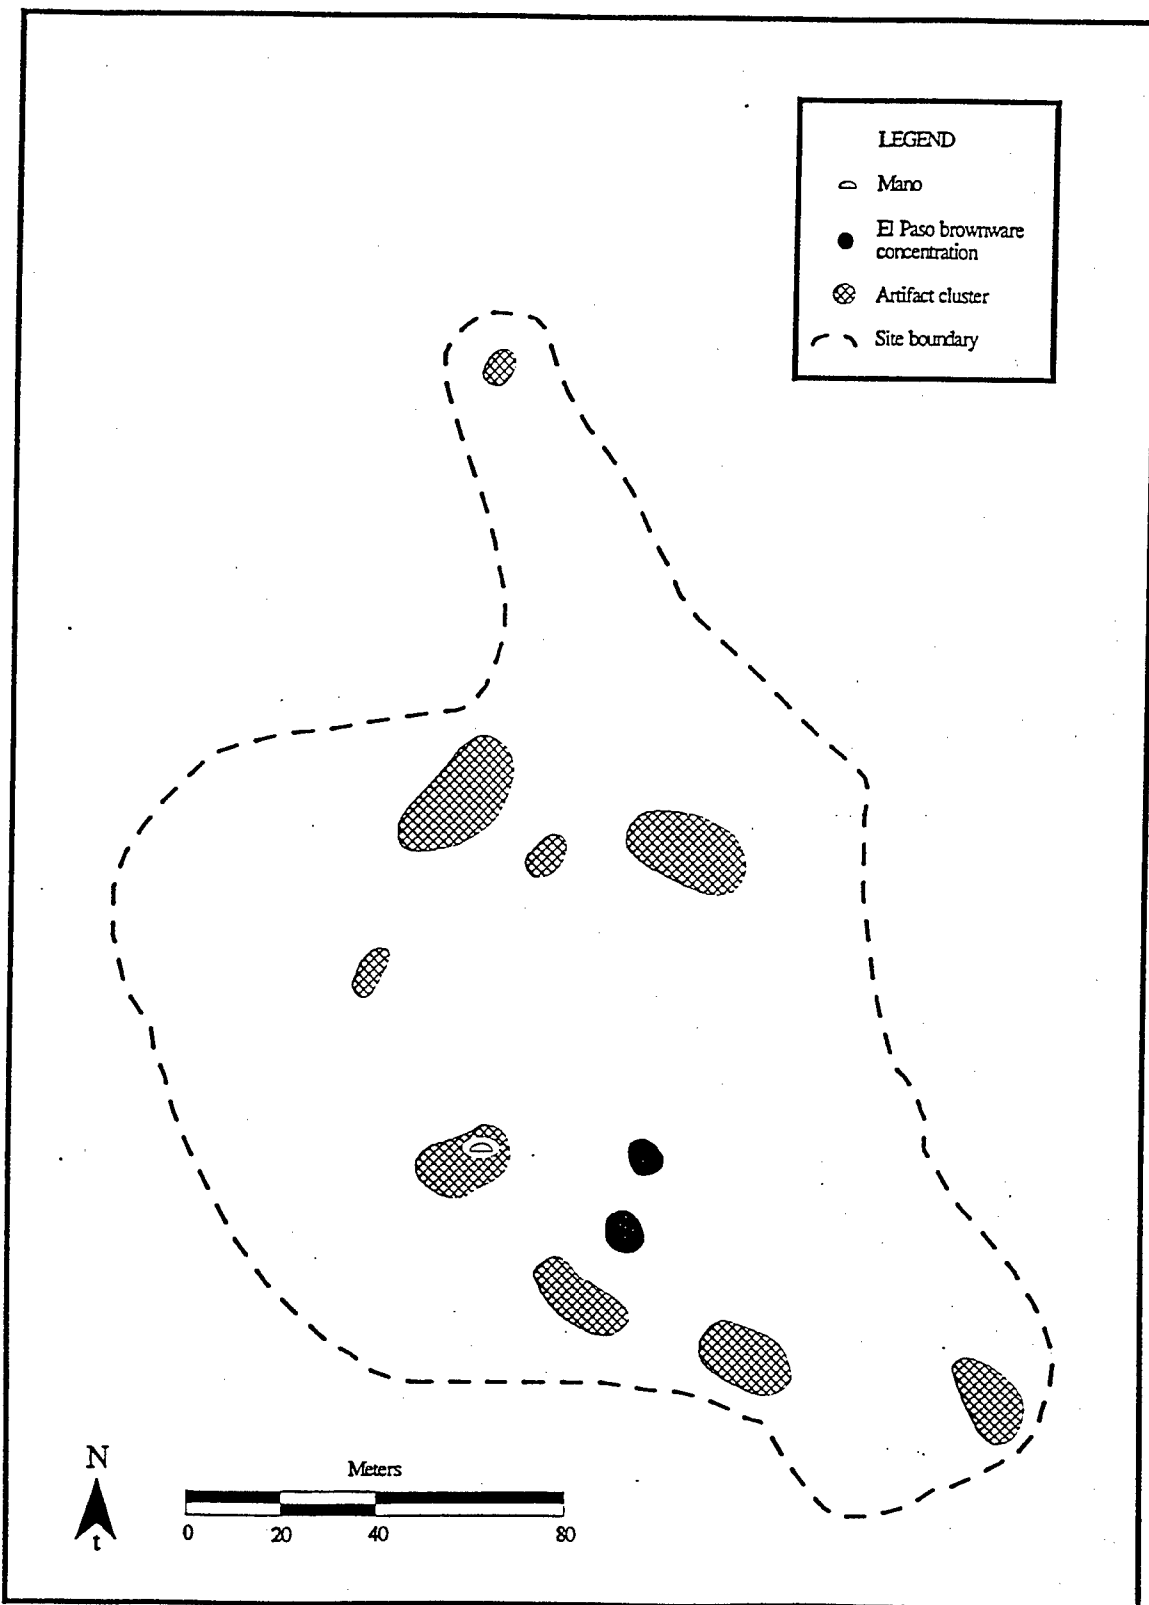 LEGEND
Mano
El Paso brownware
concentration
Artifact cluster
Site boundary
N
t
Meters
0 20 40 80